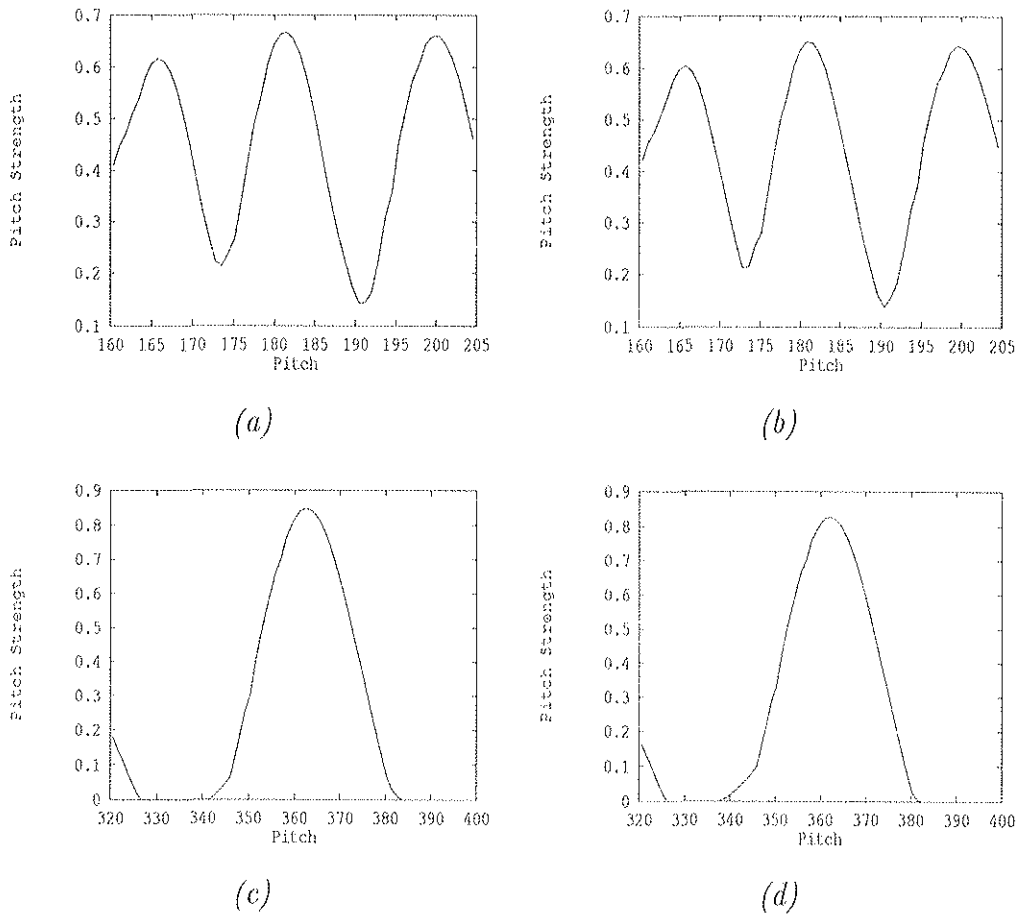 0.7 0.6 0.5 0.4 0.3 0.2 0.1
Pitch Strength
160 165 170 175 180 185 190 195 200 205
Pitch
(a)
0.7 0.6 0.5 0.4 0.3 0.2 0.1
Pitch Strength
160 165 170 175 180 185 190 195 200 205
Pitch
(b)
0.9 0.8 0.7 0.6 0.5 0.4 0.3 0.2 0.1 0
Pitch Strength
320 330 340 350 360 370 380 390 400
Pitch
(c)
0.9 0.8 0.7 0.6 0.5 0.4 0.3 0.2 0.1 0
Pitch Strength
320 330 340 350 360 370 380 390 400
Pitch
(d)